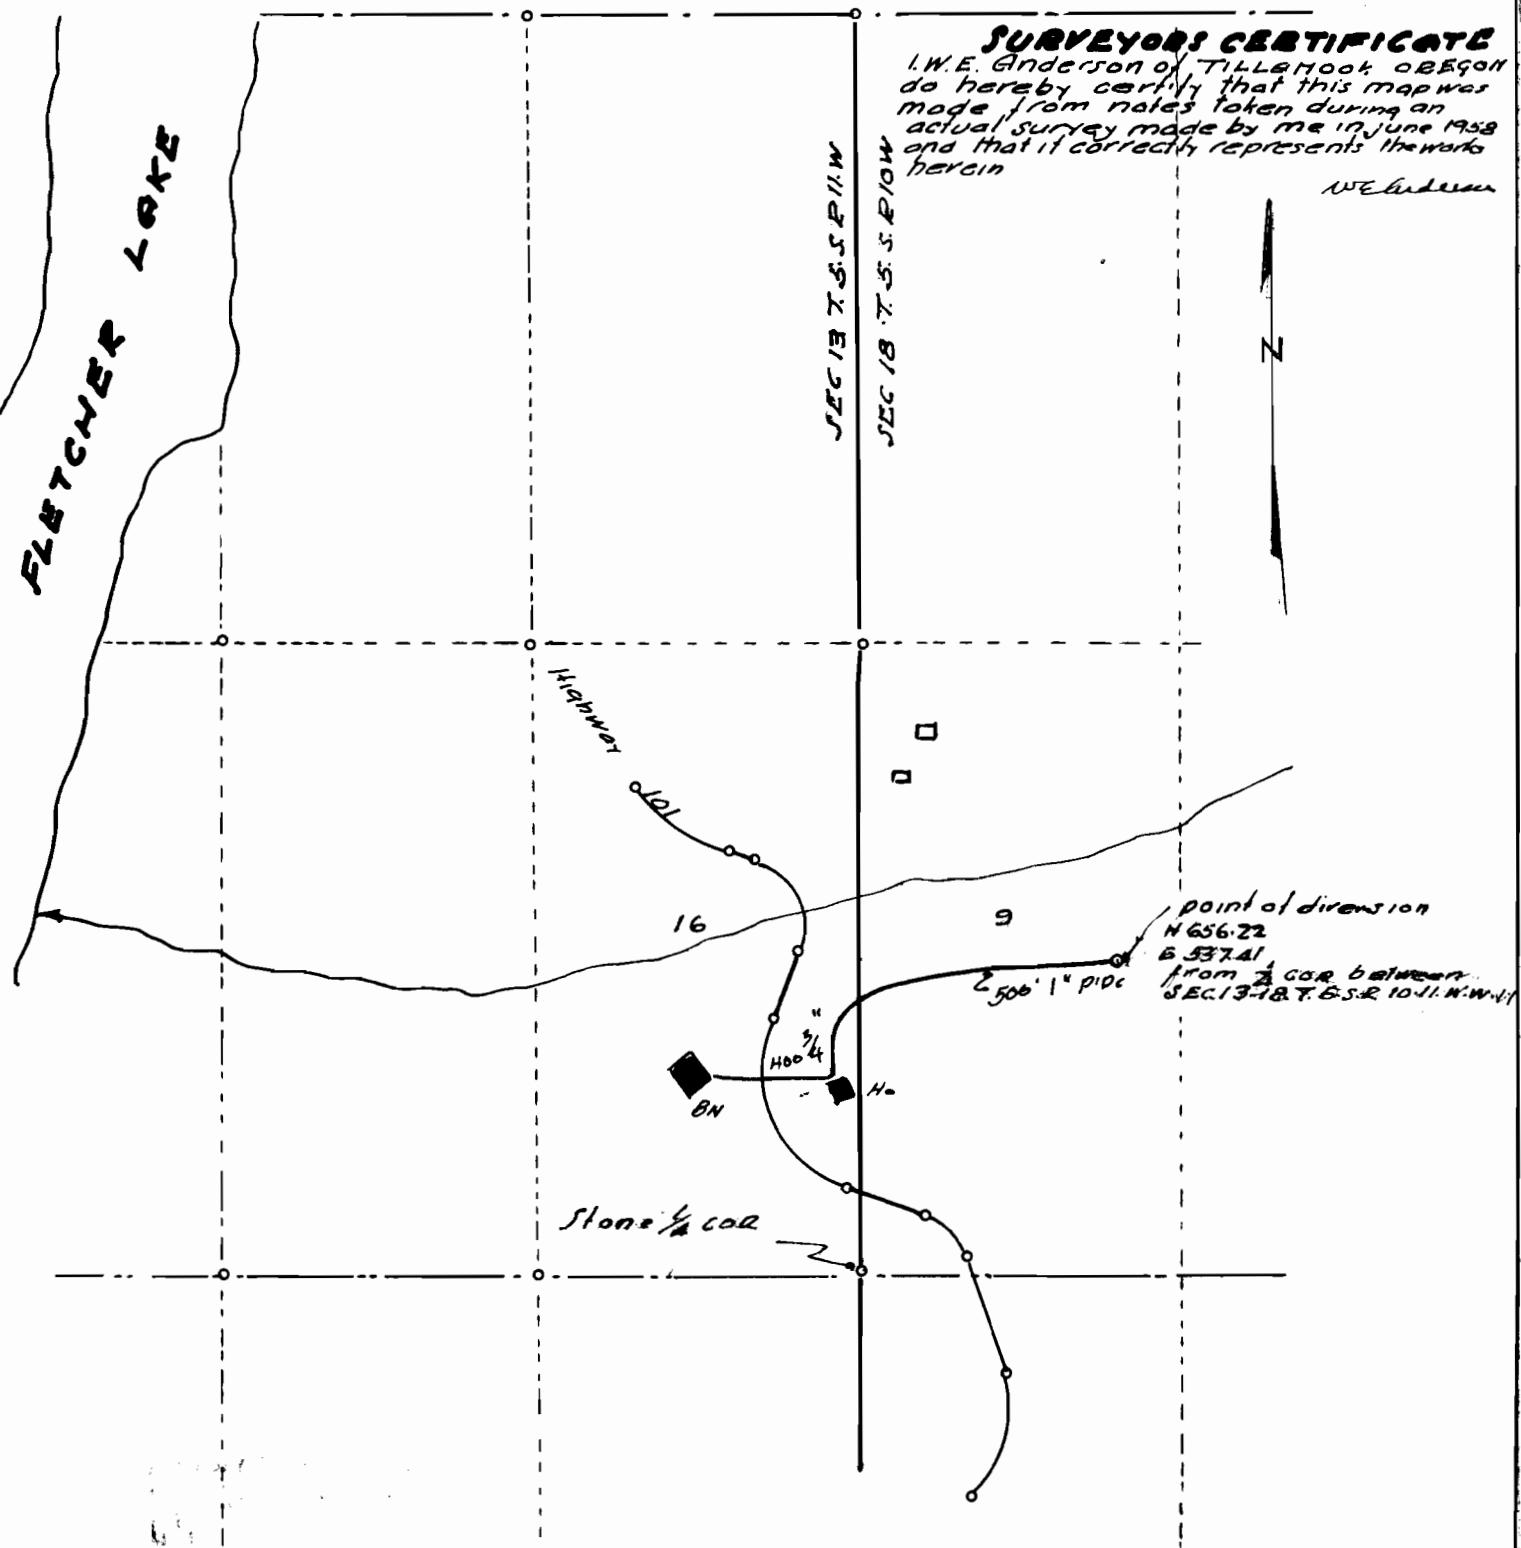 SURVEYORS CERTIFICATE
I.W.E. Anderson of TILLAMOOK OREGON
do hereby certify that this map was
made from notes taken during an
actual survey made by me in june 1958
and that it correctly represents the works
herein
WE Anderson
FLETCHER LAKE
SEC 13 T.5.S R 11.W
SEC 18 T.5.S. R 10W
N
Highway
101
16
9
point of diversion
N 656.22
E 537.41
from ¼ cor between
SEC.13-18.T.5.S.R 10-11.W.W.M
500' 1" pipe
400 ¾"
BN
Ho
Stone ¼ cor